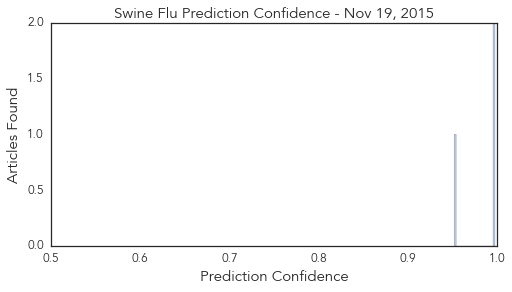 Swine Flu Prediction Confidence - Nov 19, 2015
Articles Found
2.0
1.5
1.0
0.5
0.0
0.5 0.6 0.7 0.8 0.9 1.0
Prediction Confidence